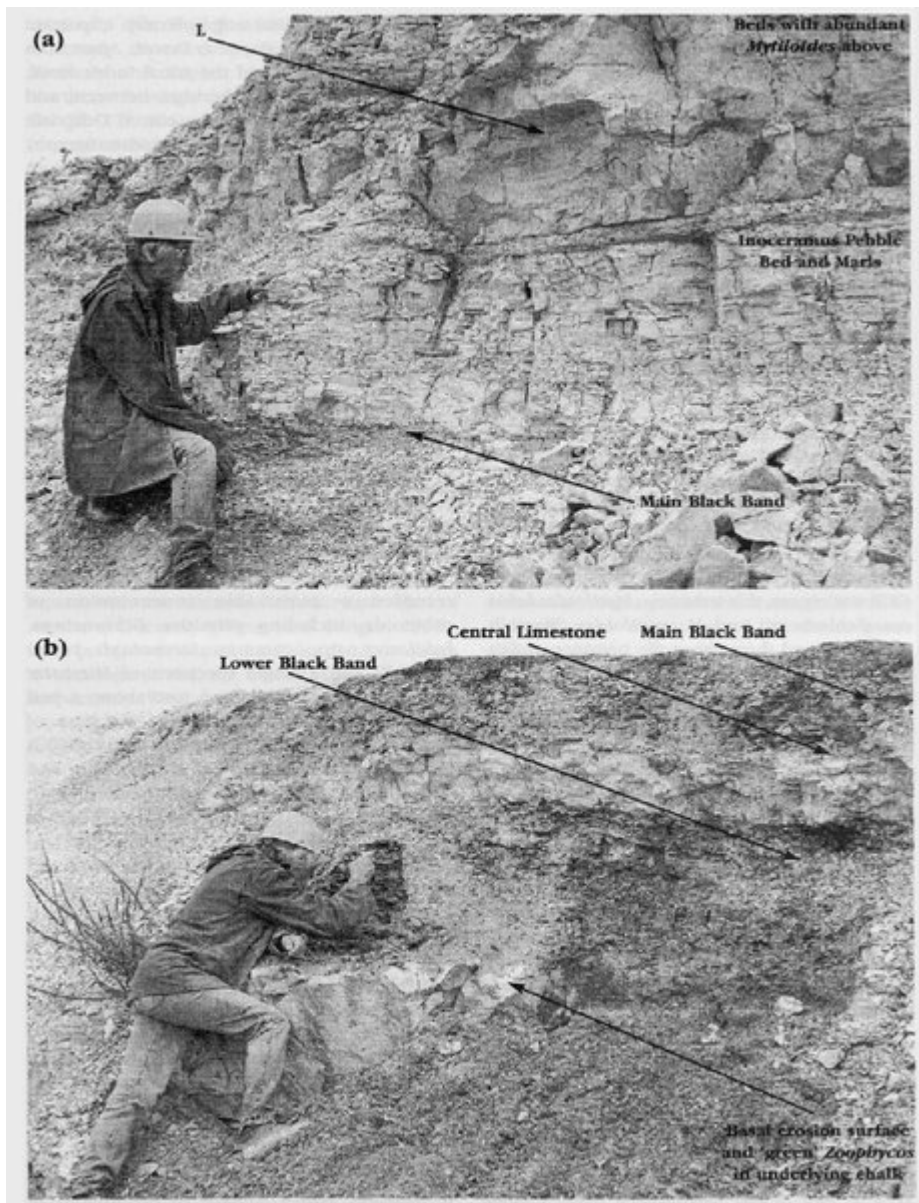 (a)
L
Beds with abundant
Mytiloides above
Inoceramus Pebble
Bed and Marls
Main Black Band
(b)
Central Limestone
Main Black Band
Lower Black Band
Basal erosion surface
and 'green' Zoophycos
in underlying chalk